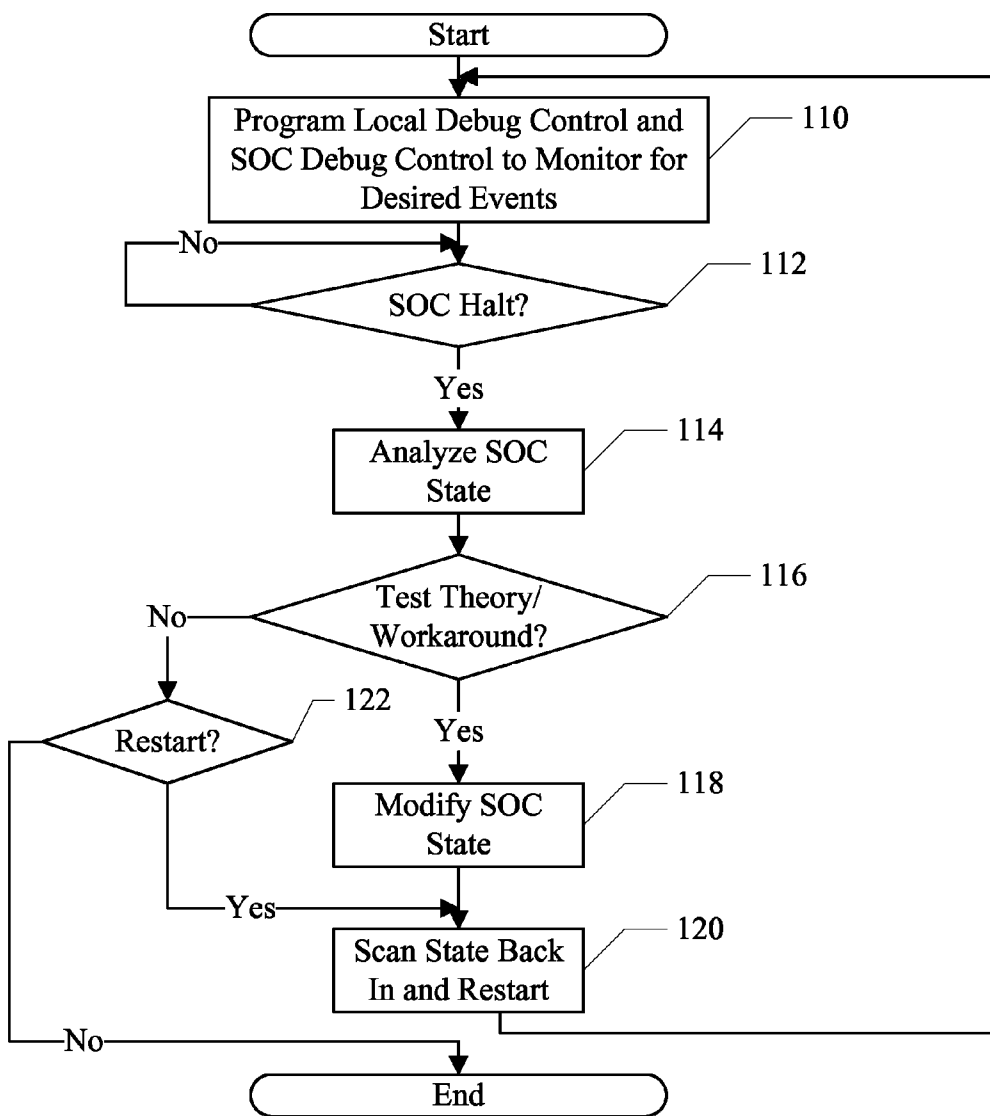 Start
Program Local Debug Control and
SOC Debug Control to Monitor for
Desired Events
110
No
SOC Halt?
112
Yes
Analyze SOC
State
114
Test Theory/
Workaround?
116
No
Restart?
122
Yes
Modify SOC
State
118
Yes
Scan State Back
In and Restart
120
No
End